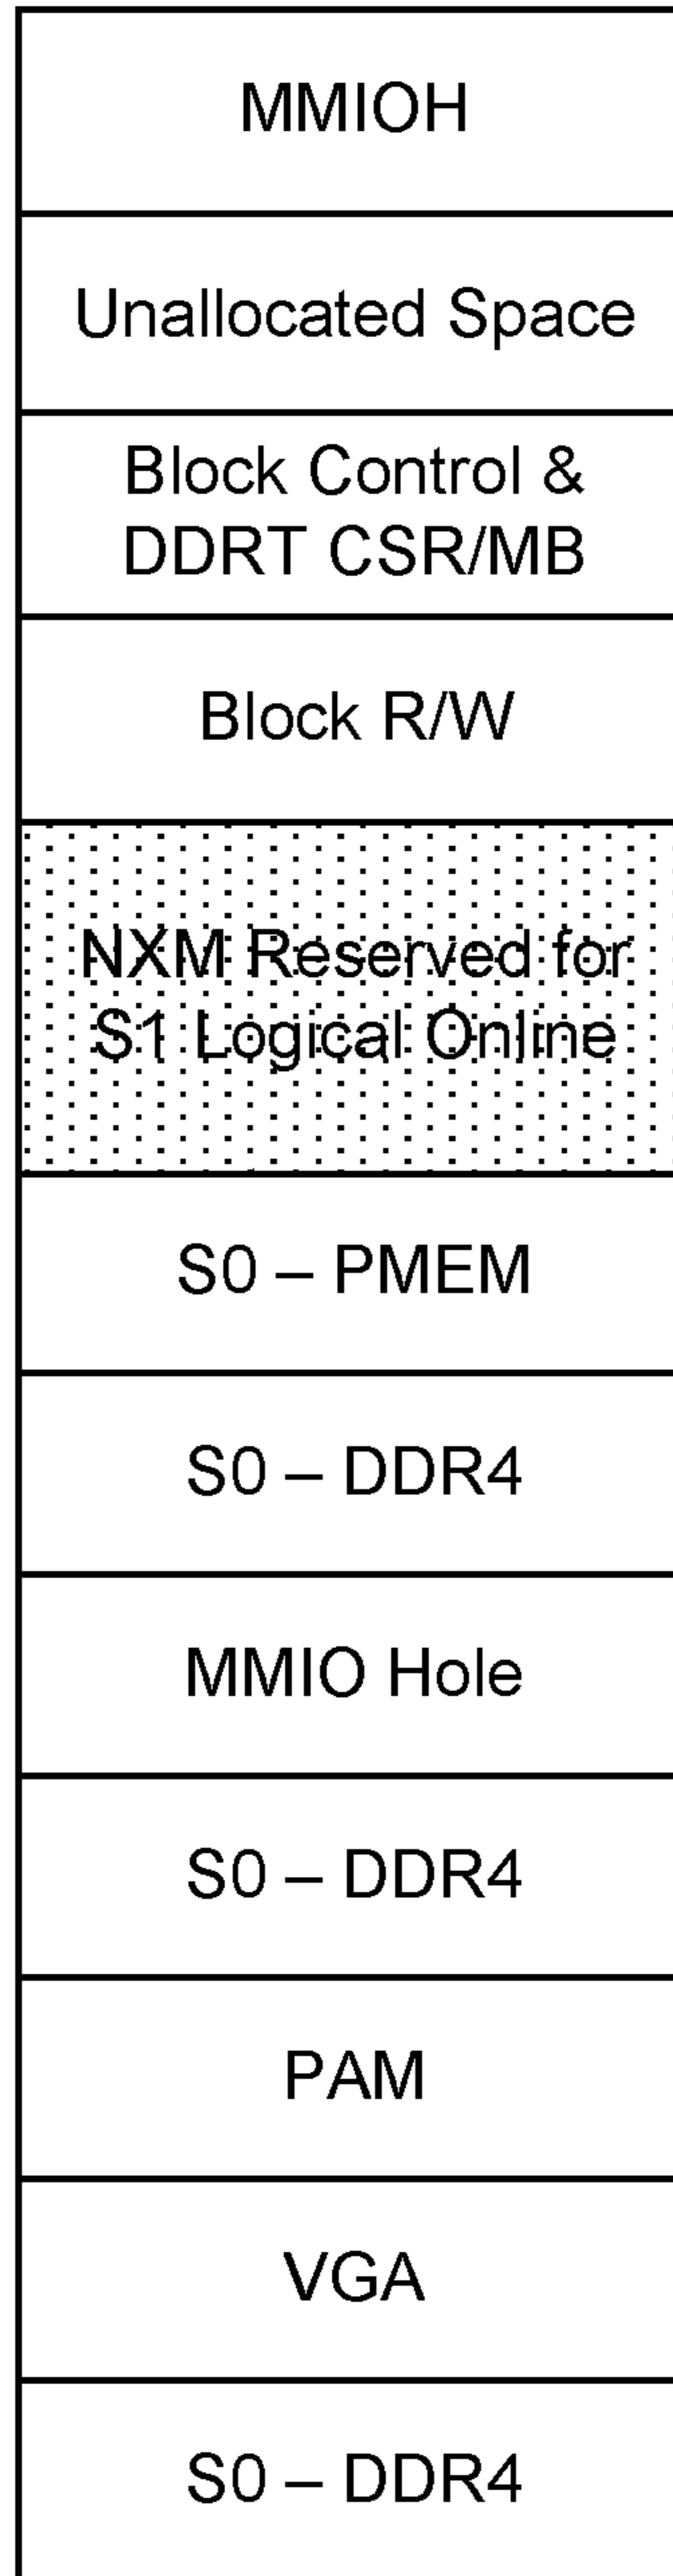 MMIOH
Unallocated Space
Block Control &
DDRT CSR/MB
Block R/W
NXM Reserved for
S1 Logical Online
S0 – PMEM
S0 – DDR4
MMIO Hole
S0 – DDR4
PAM
VGA
S0 – DDR4